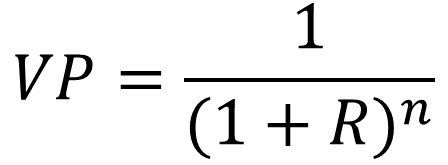 VP = 1 / (1 + R)^n